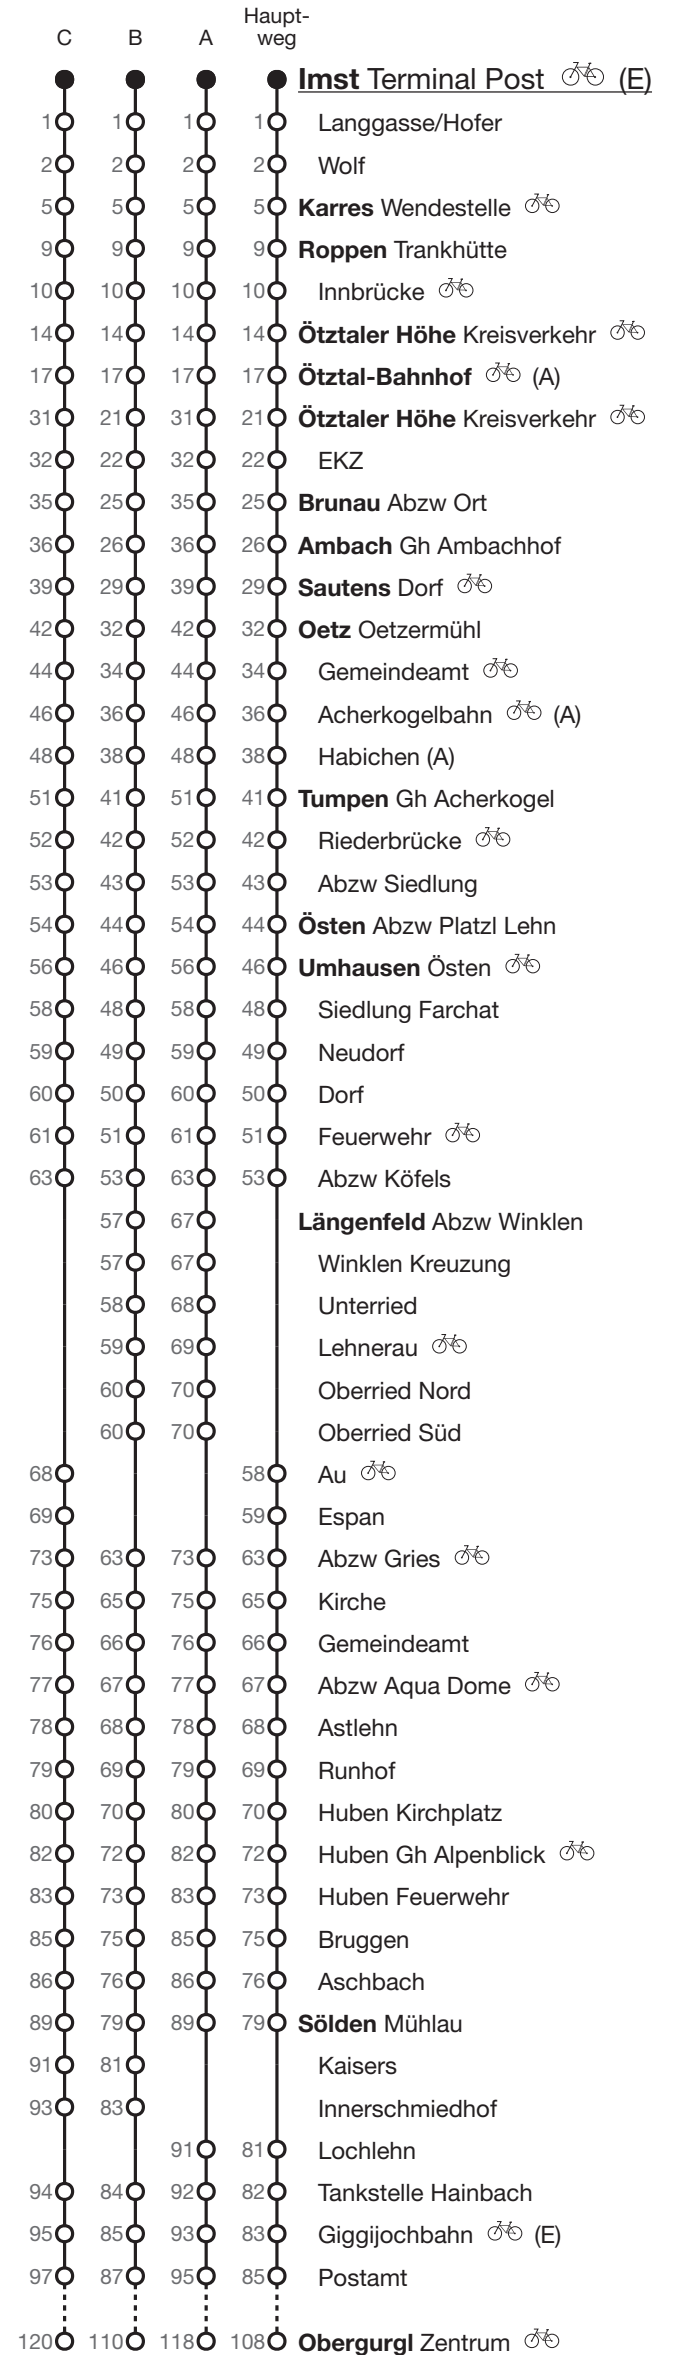 C B A Haupt-
weg
Imst Terminal Post (E)
1 1 1 1 Langgasse/Hofer
2 2 2 2 Wolf
5 5 5 5 Karres Wendestelle
9 9 9 9 Roppen Trankhütte
10 10 10 10 Innbrücke
14 14 14 14 Ötztaler Höhe Kreisverkehr
17 17 17 17 Ötztal-Bahnhof (A)
31 21 31 21 Ötztaler Höhe Kreisverkehr
32 22 32 22 EKZ
35 25 35 25 Brunau Abzw Ort
36 26 36 26 Ambach Gh Ambachhof
39 29 39 29 Sautens Dorf
42 32 42 32 Oetz Oetzermühl
44 34 44 34 Gemeindeamt
46 36 46 36 Acherkogelbahn (A)
48 38 48 38 Habichen (A)
51 41 51 41 Tumpen Gh Acherkogel
52 42 52 42 Riederbrücke
53 43 53 43 Abzw Siedlung
54 44 54 44 Östen Abzw Platzl Lehn
56 46 56 46 Umhausen Östen
58 48 58 48 Siedlung Farchat
59 49 59 49 Neudorf
60 50 60 50 Dorf
61 51 61 51 Feuerwehr
63 53 63 53 Abzw Köfels
57 67 Längenfeld Abzw Winklen
57 67 Winklen Kreuzung
58 68 Unterried
59 69 Lehnerau
60 70 Oberried Nord
60 70 Oberried Süd
68 58 Au
69 59 Espan
73 63 73 63 Abzw Gries
75 65 75 65 Kirche
76 66 76 66 Gemeindeamt
77 67 77 67 Abzw Aqua Dome
78 68 78 68 Astlehn
79 69 79 69 Runhof
80 70 80 70 Huben Kirchplatz
82 72 82 72 Huben Gh Alpenblick
83 73 83 73 Huben Feuerwehr
85 75 85 75 Bruggen
86 76 86 76 Aschbach
89 79 89 79 Sölden Mühlau
91 81 Kaisers
93 83 Innerschmiedhof
91 81 Lochlehn
94 84 92 82 Tankstelle Hainbach
95 85 93 83 Giggijochbahn (E)
97 87 95 85 Postamt
120 110 118 108 Obergurgl Zentrum